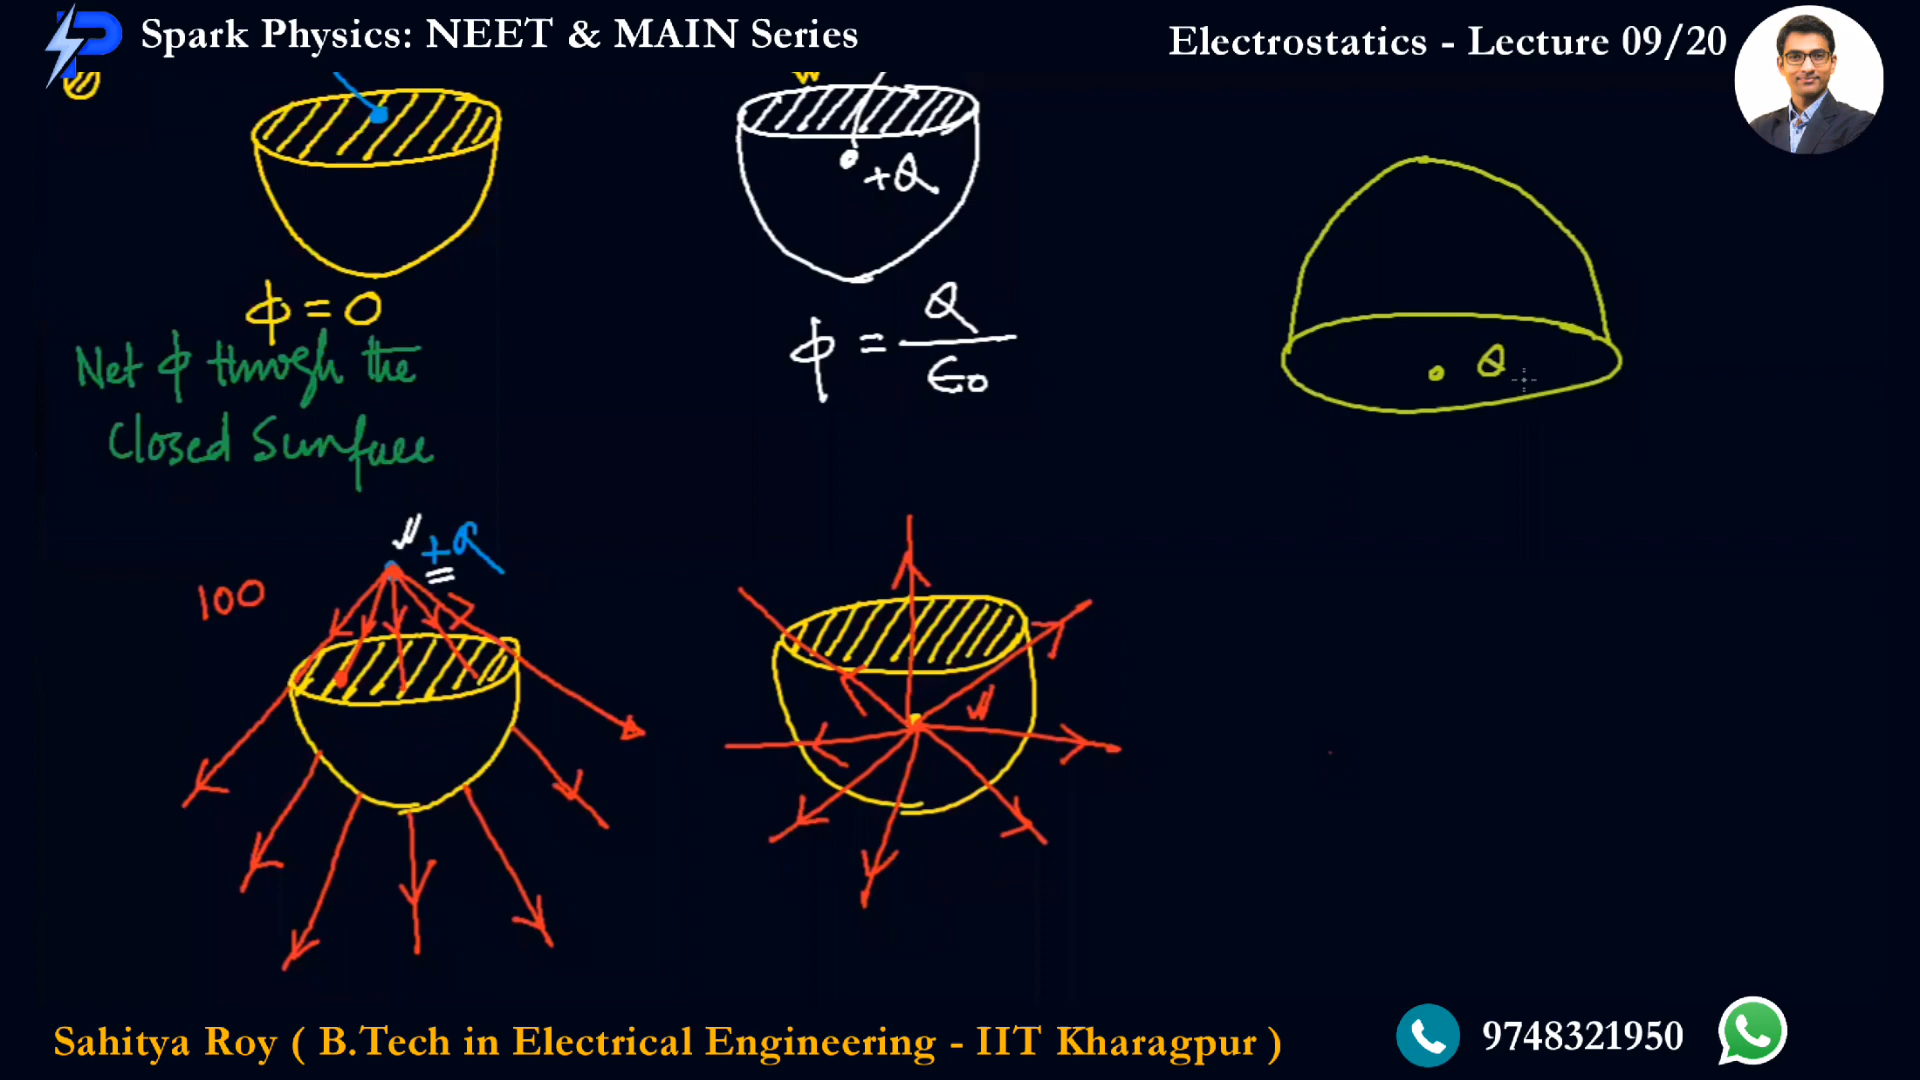 Spark Physics: NEET & MAIN Series
Electrostatics - Lecture 09/20
+Q
ϕ = 0
ϕ = Q/ϵ0
Q
Net ϕ through the
Closed Surface
+Q
100
Sahitya Roy ( B.Tech in Electrical Engineering - IIT Kharagpur )
9748321950